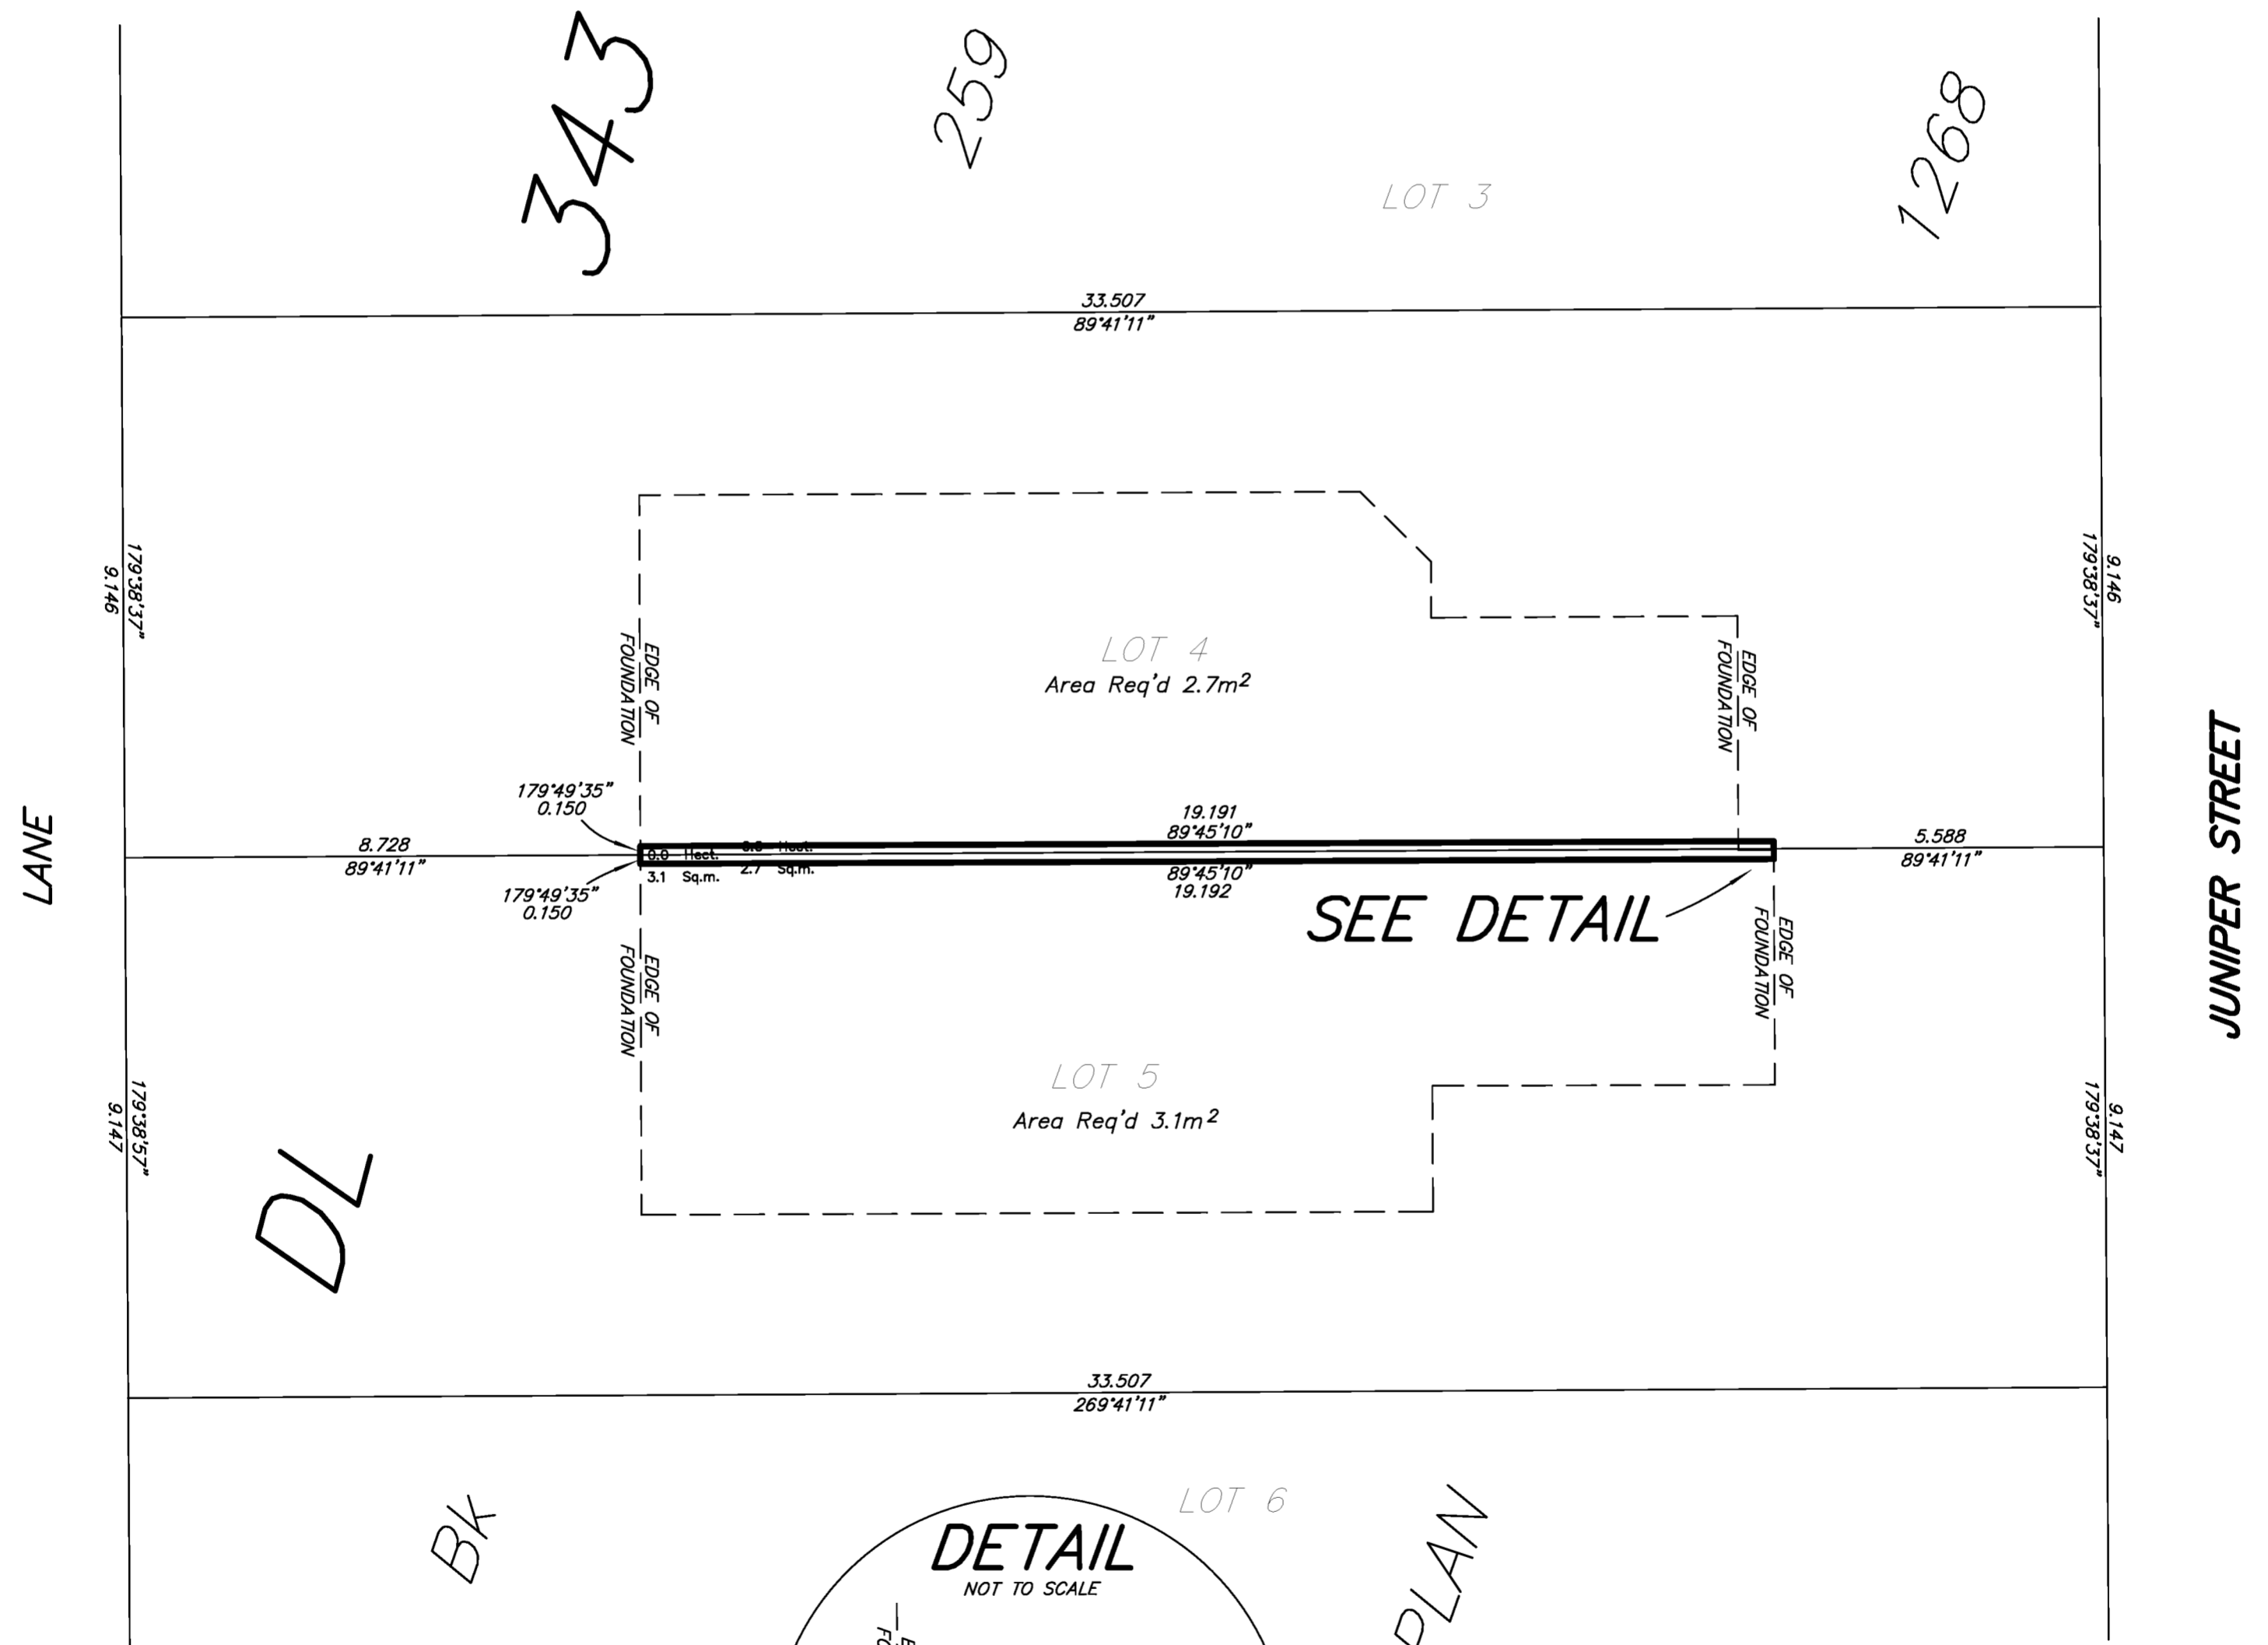 343
259
1268
LOT 3
33.507
89°41'11"
179°38'37"
9.146
9.146
179°38'37"
EDGE OF
FOUNDATION
LOT 4
Area Req'd 2.7m²
EDGE OF
FOUNDATION
179°49'35"
0.150
19.191
89°45'10"
8.728
89°41'11"
0.0 Hect.
3.1 Sq.m.
2.7 Sq.m.
89°45'10"
19.192
5.588
89°41'11"
179°49'35"
0.150
SEE DETAIL
LANE
JUNIPER STREET
EDGE OF
FOUNDATION
EDGE OF
FOUNDATION
LOT 5
Area Req'd 3.1m²
179°38'57"
9.147
9.147
179°38'37"
DL
33.507
269°41'11"
LOT 6
BK
PLAN
DETAIL
NOT TO SCALE